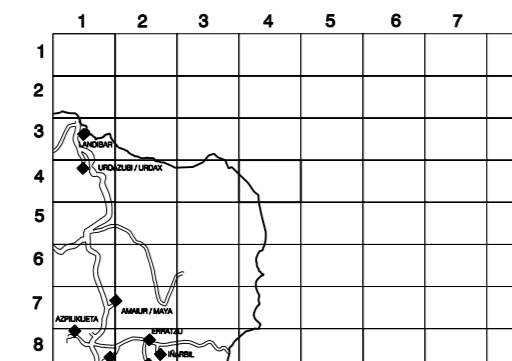 1 2 3 4 5 6 7
1
2
3
LANDIBAR
4
URDAZUBI / URDAX
5
6
7
AMAIUR / MAYA
AZPILIKUETA
ERRATZU
8
IÑARBIL